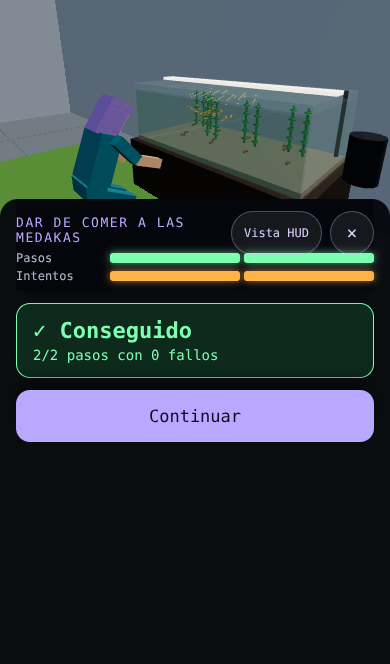 DAR DE COMER A LAS
MEDAKAS
Vista HUD
×
Pasos
Intentos
✓ Conseguido
2/2 pasos con 0 fallos
Continuar